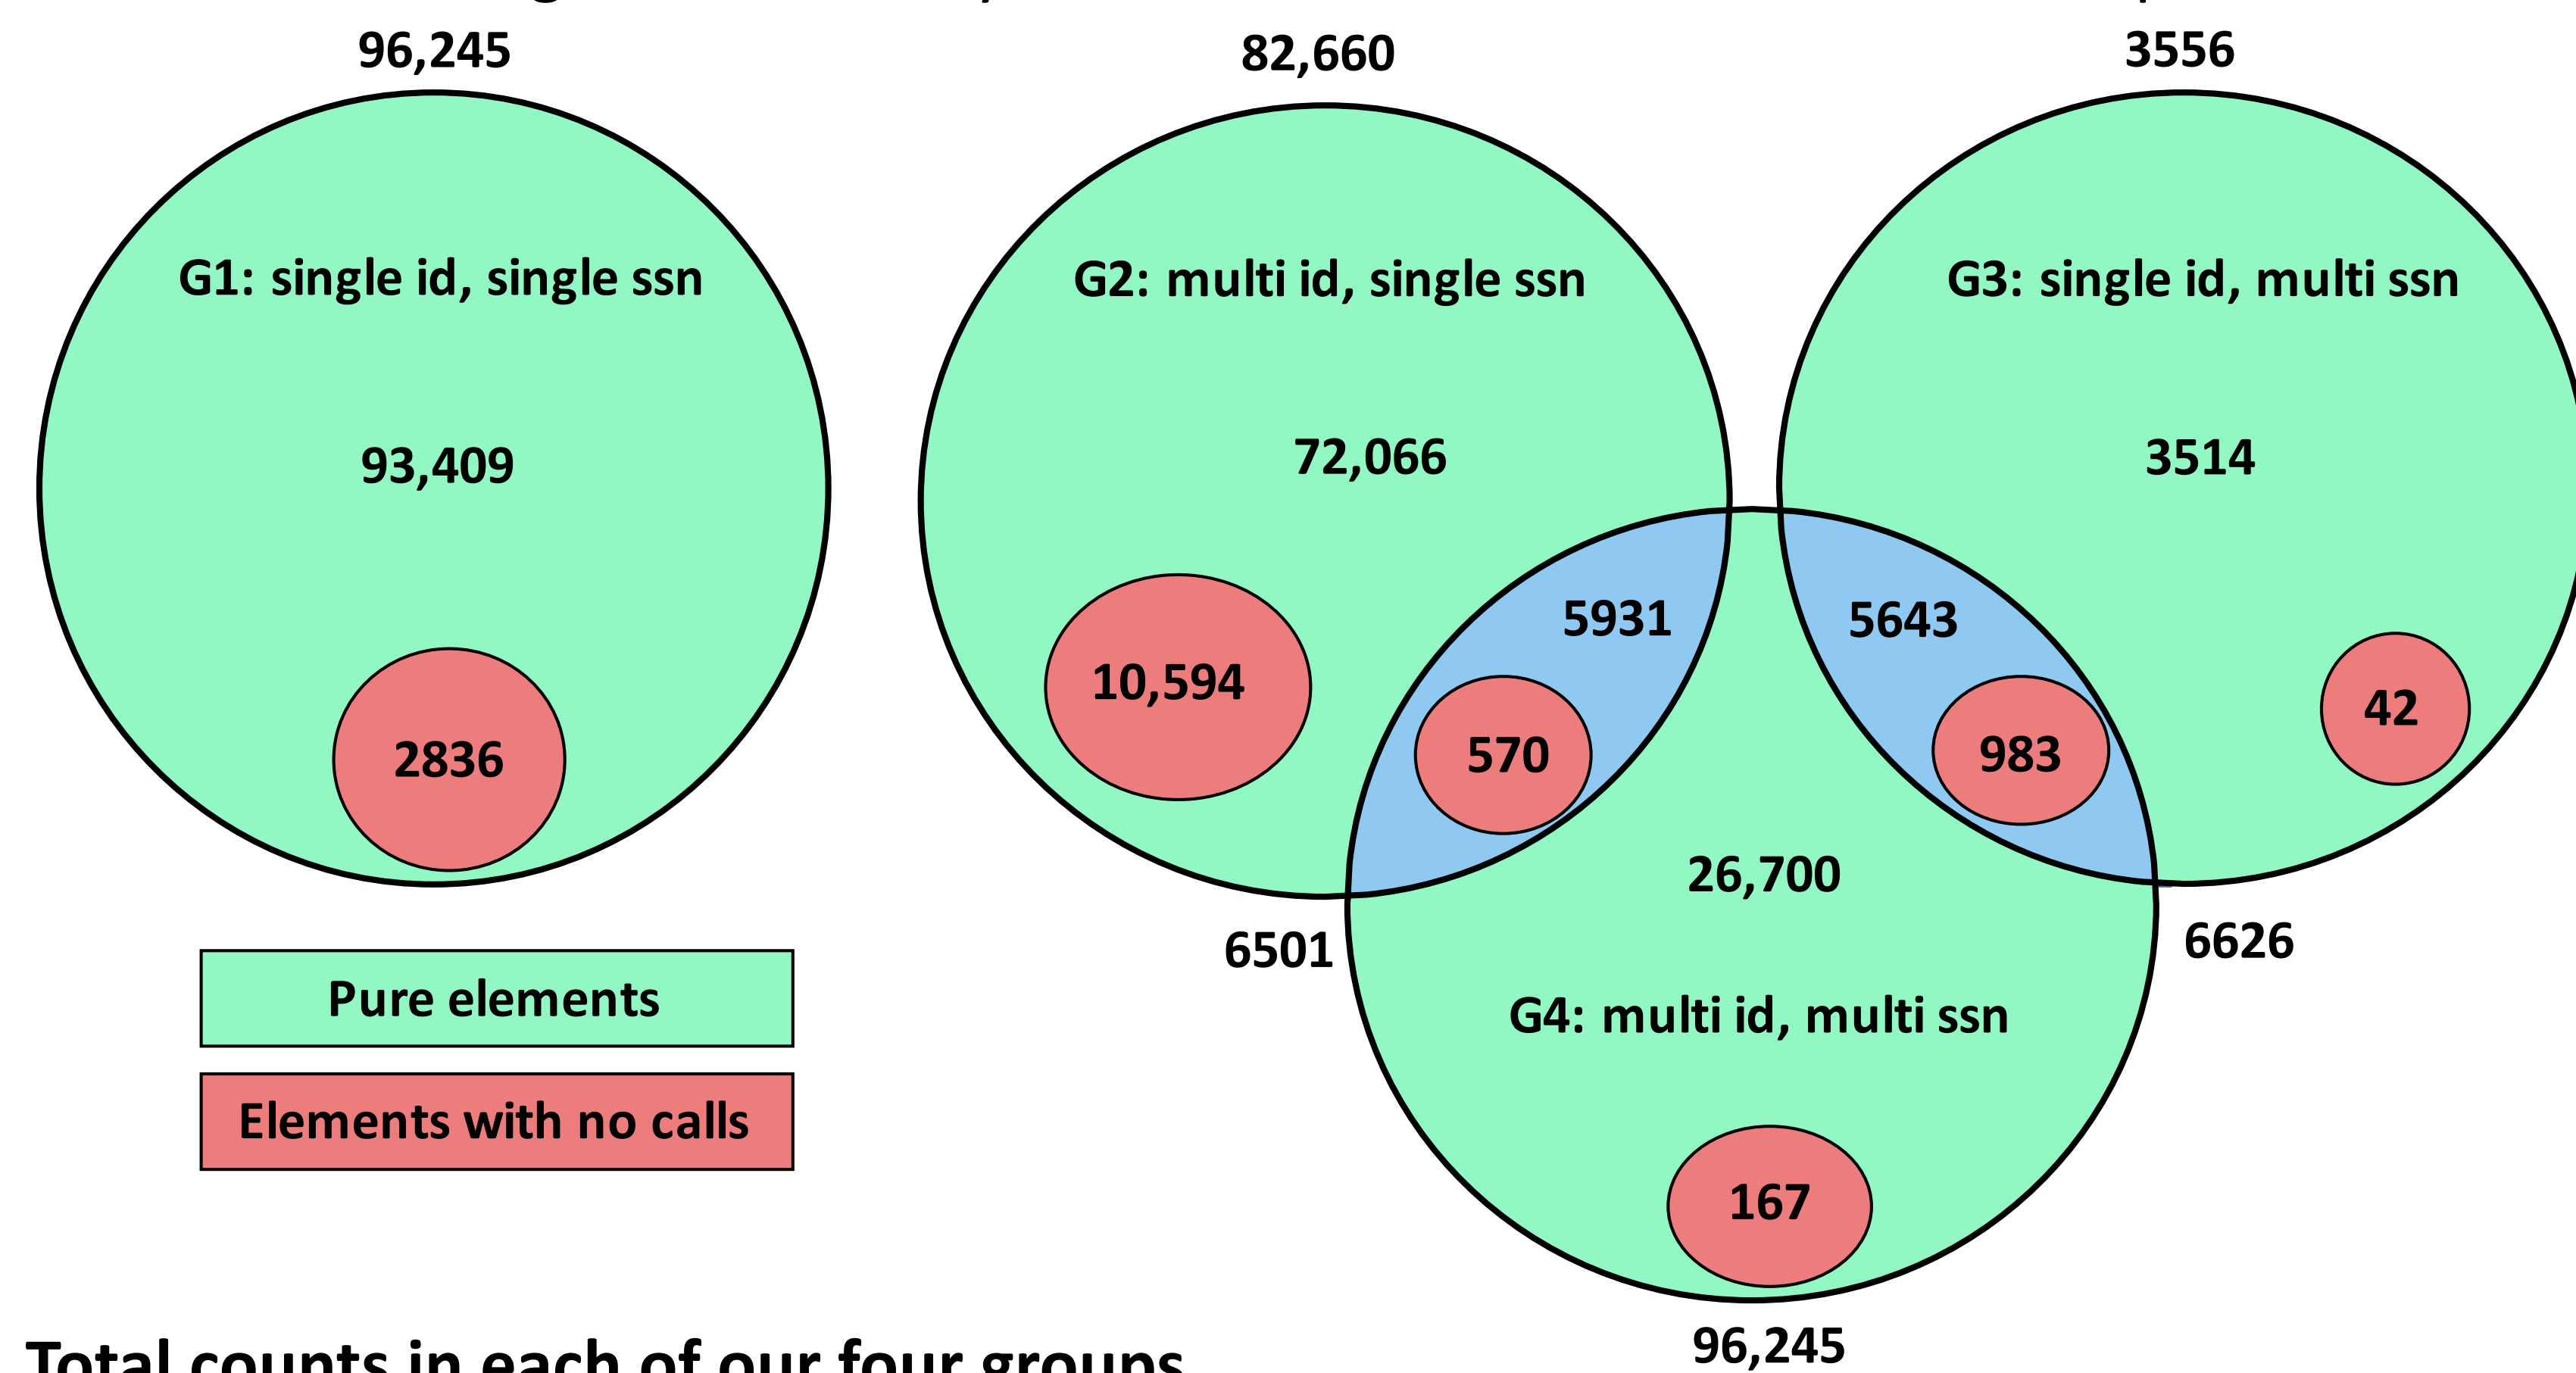 96,245
82,660
3556
G1: single id, single ssn
G2: multi id, single ssn
G3: single id, multi ssn
93,409
72,066
3514
5931
5643
10,594
570
983
42
2836
26,700
6501
6626
Pure elements
G4: multi id, multi ssn
Elements with no calls
167
96,245
Total counts in each of our four groups